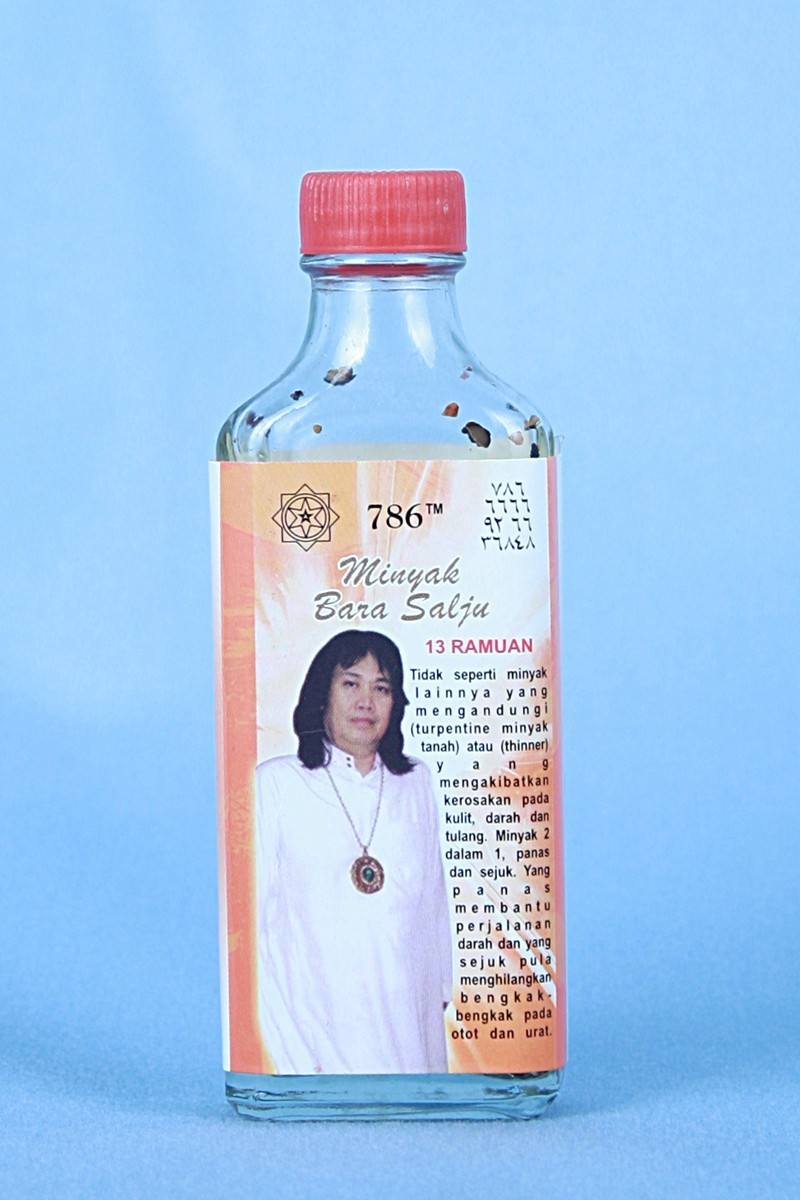 786™
٧٨٦
٦٦٦٦
٩٢ ٦٦
٣٦٨٤٨
Minyak
Bara Salju
13 RAMUAN
Tidak seperti minyak
lainnya yang
mengandungi
(turpentine minyak
tanah) atau (thinner)
yang
mengakibatkan
kerosakan pada
kulit, darah dan
tulang. Minyak 2
dalam 1, panas
dan sejuk. Yang
panas
membantu
perjalanan
darah dan yang
sejuk pula
menghilangkan
bengkak-
bengkak pada
otot dan urat.